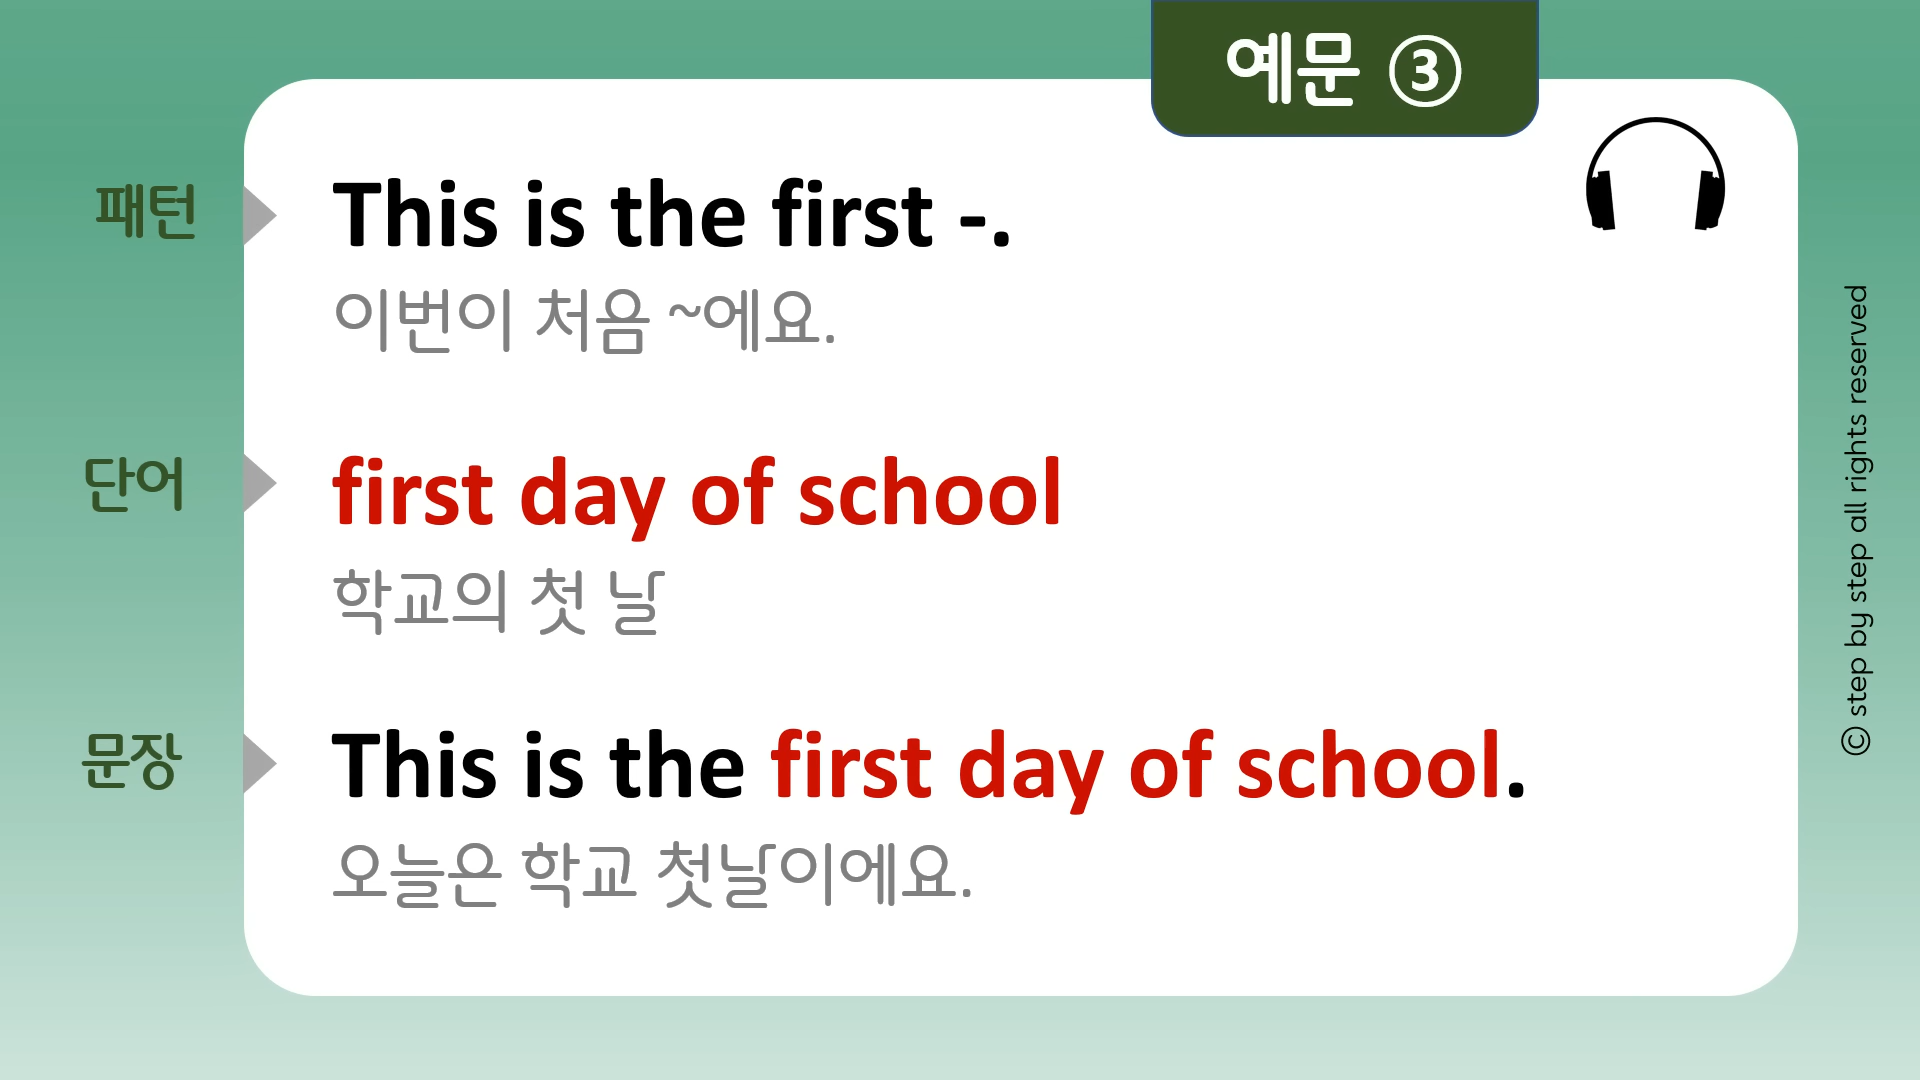 예문 ③
패턴
This is the first -.
이번이 처음 ~에요.
단어
first day of school
학교의 첫 날
문장
This is the first day of school.
오늘은 학교 첫날이에요.
© step by step all rights reserved